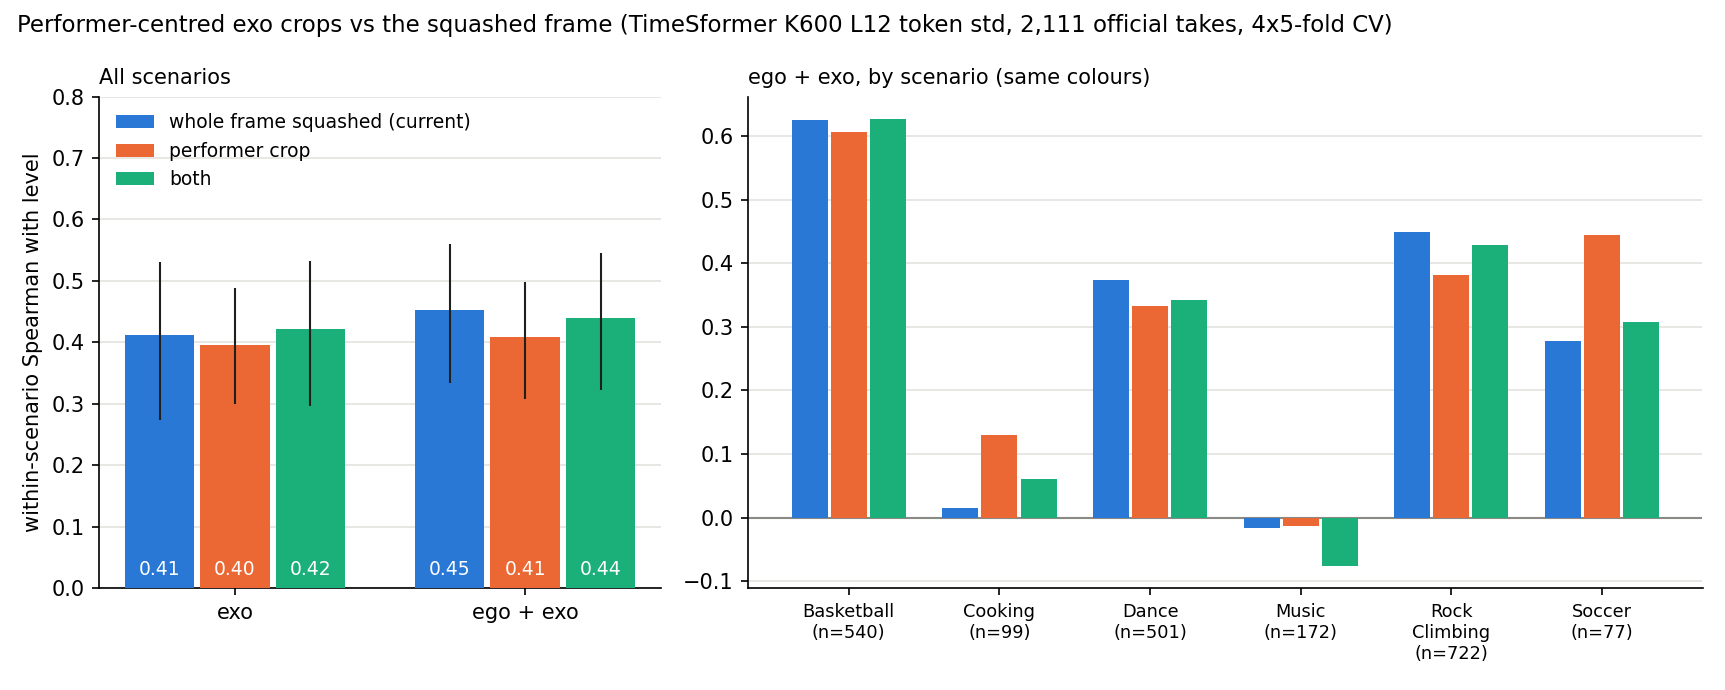 Performer-centred exo crops vs the squashed frame (TimeSformer K600 L12 token std, 2,111 official takes, 4x5-fold CV)
All scenarios
within-scenario Spearman with level
0.8
0.7
0.6
0.5
0.4
0.3
0.2
0.1
0.0
whole frame squashed (current)
performer crop
both
0.41
0.40
0.42
0.45
0.41
0.44
exo
ego + exo
ego + exo, by scenario (same colours)
0.6
0.5
0.4
0.3
0.2
0.1
0.0
−0.1
Basketball
(n=540)
Cooking
(n=99)
Dance
(n=501)
Music
(n=172)
Rock
Climbing
(n=722)
Soccer
(n=77)